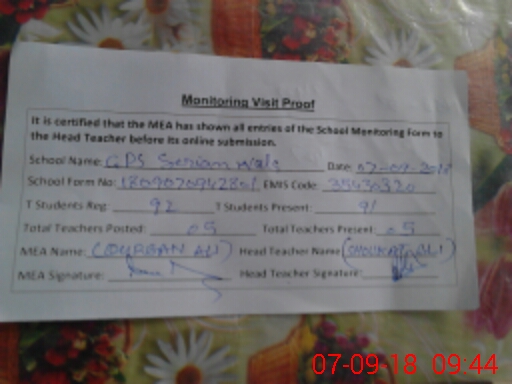 Monitoring Visit Proof
It is certified that the MEA has shown all entries of the School Monitoring Form to
the Head Teacher before its online submission.
School Name: GPS Serian Wala Date: 07-09-2018
School Form No: EMIS Code:
T Students Reg: 92 T Students Present: 91
Total Teachers Posted: 05 Total Teachers Present: 05
MEA Name: (QURBAN ALI) Head Teacher Name (SHOUKAT ALI)
MEA Signature: Head Teacher Signature:
07-09-18 09:44